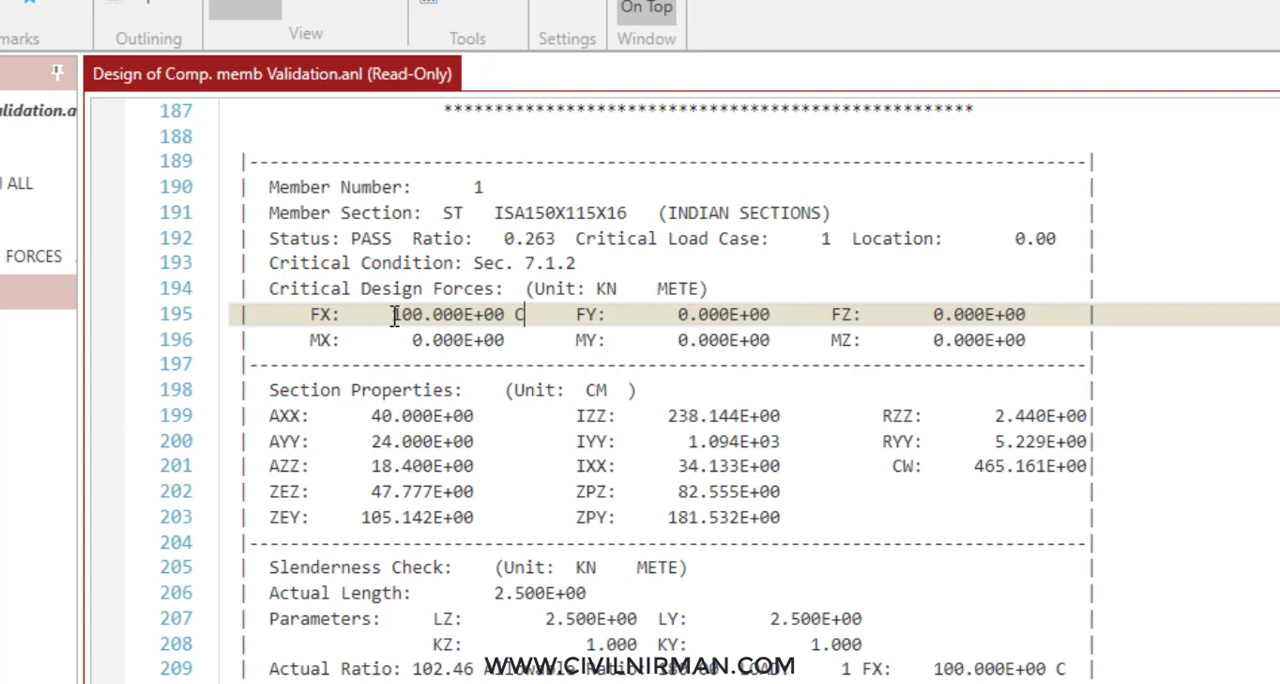 On Top
marks Outlining View Tools Settings Window
Design of Comp. memb Validation.anl (Read-Only)
187 ****************************************************
alidation.a
188
189 |----------------------------------------------------------------------------------|
190 | Member Number: 1 |
ALL
191 | Member Section: ST ISA150X115X16 (INDIAN SECTIONS) |
192 | Status: PASS Ratio: 0.263 Critical Load Case: 1 Location: 0.00 |
FORCES
193 | Critical Condition: Sec. 7.1.2 |
194 | Critical Design Forces: (Unit: KN METE) |
195 | FX: 100.000E+00 C FY: 0.000E+00 FZ: 0.000E+00 |
196 | MX: 0.000E+00 MY: 0.000E+00 MZ: 0.000E+00 |
197 |----------------------------------------------------------------------------------|
198 | Section Properties: (Unit: CM ) |
199 | AXX: 40.000E+00 IZZ: 238.144E+00 RZZ: 2.440E+00|
200 | AYY: 24.000E+00 IYY: 1.094E+03 RYY: 5.229E+00|
201 | AZZ: 18.400E+00 IXX: 34.133E+00 CW: 465.161E+00|
202 | ZEZ: 47.777E+00 ZPZ: 82.555E+00 |
203 | ZEY: 105.142E+00 ZPY: 181.532E+00 |
204 |----------------------------------------------------------------------------------|
205 | Slenderness Check: (Unit: KN METE) |
206 | Actual Length: 2.500E+00 |
207 | Parameters: LZ: 2.500E+00 LY: 2.500E+00 |
208 | KZ: 1.000 KY: 1.000 |
209 | Actual Ratio: 102.46 1 FX: 100.000E+00 C |
WWW.CIVILNIRMAN.COM